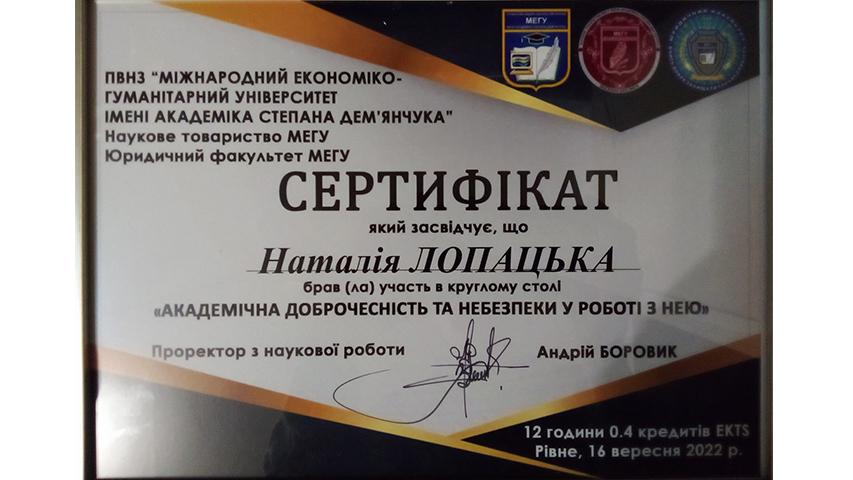 МЕГУ
МЕГУ
ПВНЗ "МІЖНАРОДНИЙ ЕКОНОМІКО-
ГУМАНІТАРНИЙ УНІВЕРСИТЕТ
ІМЕНІ АКАДЕМІКА СТЕПАНА ДЕМ'ЯНЧУКА"
Наукове товариство МЕГУ
Юридичний факультет МЕГУ
СЕРТИФІКАТ
який засвідчує, що
Наталія ЛОПАЦЬКА
брав (ла) участь в круглому столі
«АКАДЕМІЧНА ДОБРОЧЕСНІСТЬ ТА НЕБЕЗПЕКИ У РОБОТІ З НЕЮ»
Проректор з наукової роботи Андрій БОРОВИК
12 години 0.4 кредитів EKTS
Рівне, 16 вересня 2022 р.